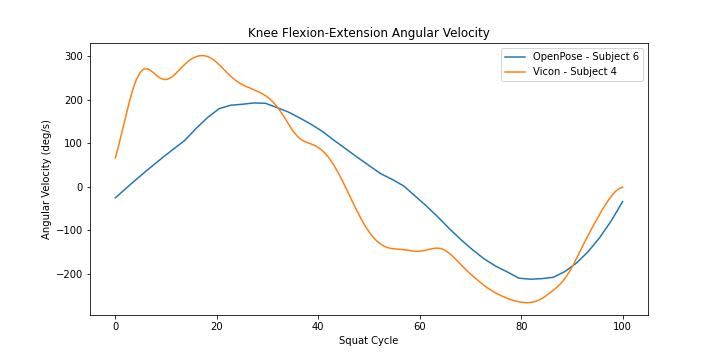 Knee Flexion-Extension Angular Velocity
OpenPose - Subject 6
Vicon - Subject 4
300
200
100
0
−100
−200
Angular Velocity (deg/s)
0 20 40 60 80 100
Squat Cycle